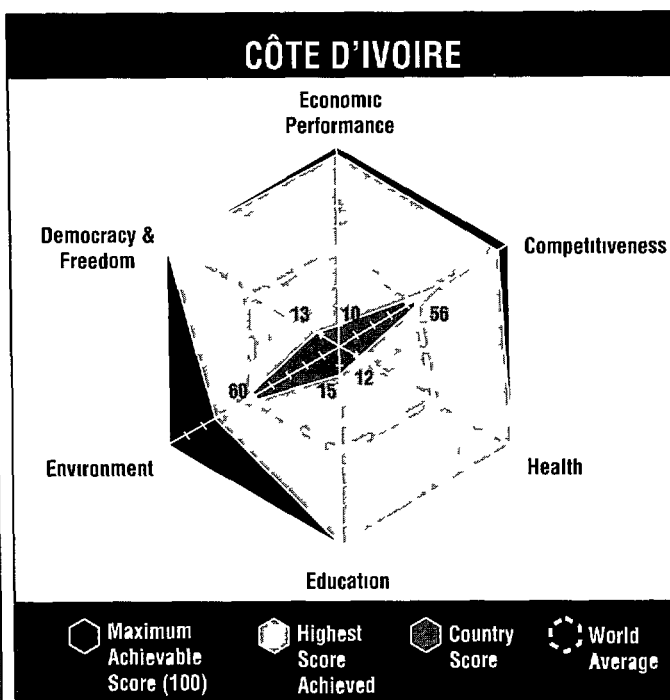 CÔTE D'IVOIRE
Economic
Performance
Democracy &
Freedom
Competitiveness
13
10
56
60
15
12
Environment
Health
Education
Maximum
Achievable
Score (100)
Highest
Score
Achieved
Country
Score
World
Average